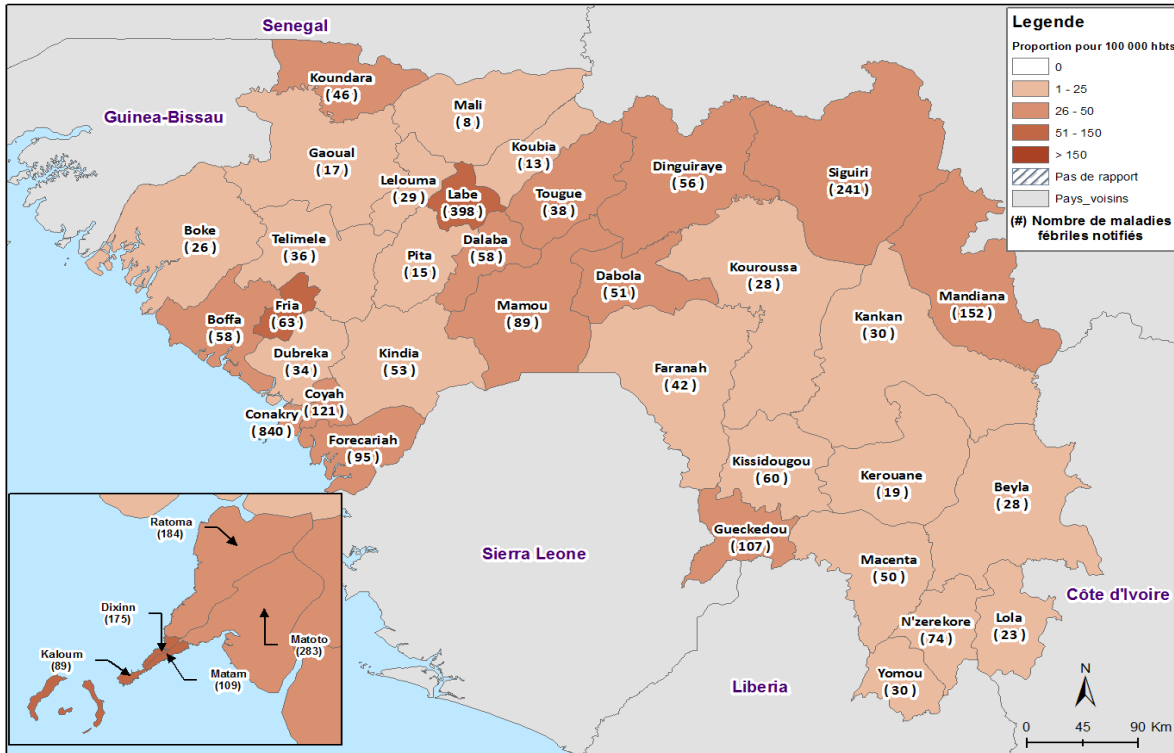 Senegal
Koundara
( 46 )
Guinea-Bissau
Mali
( 8 )
Gaoual
( 17 )
Koubia
( 13 )
Lelouma
( 29 )
Labe
( 398 )
Tougue
( 38 )
Dinguiraye
( 56 )
Siguiri
( 241 )
Boke
( 26 )
Telimele
( 36 )
Pita
( 15 )
Dalaba
( 58 )
Kouroussa
( 28 )
Dabola
( 51 )
Mandiana
( 152 )
Fria
( 63 )
Boffa
( 58 )
Mamou
( 89 )
Kankan
( 30 )
Dubreka
( 34 )
Kindia
( 53 )
Faranah
( 42 )
Coyah
( 121 )
Conakry
( 840 )
Forecariah
( 95 )
Kissidougou
( 60 )
Kerouane
( 19 )
Beyla
( 28 )
Gueckedou
( 107 )
Sierra Leone
Macenta
( 50 )
Côte d'Ivoire
N'zerekore
( 74 )
Lola
( 23 )
Yomou
( 30 )
Liberia
Legende
Proportion pour 100 000 hbts
0
1 - 25
26 - 50
51 - 150
> 150
Pas de rapport
Pays_voisins
(#) Nombre de maladies
fébriles notifiés
Ratoma
(184)
Dixinn
(175)
Kaloum
(89)
Matam
(109)
Matoto
(283)
N
0 45 90 Km